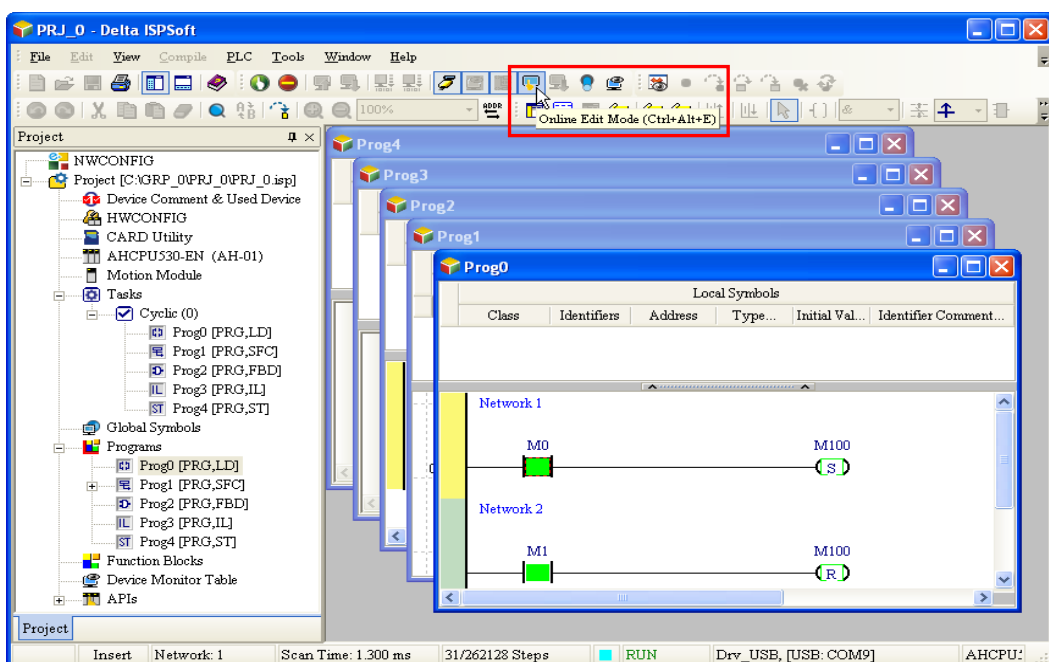 PRJ_0 - Delta ISPSoft
File Edit View Compile PLC Tools Window Help
100%
ADDR
&
Online Edit Mode (Ctrl+Alt+E)
Project
NWCONFIG
Project [C:\GRP_0\PRJ_0\PRJ_0.isp]
Device Comment & Used Device
HWCONFIG
CARD Utility
AHCPU530-EN (AH-01)
Motion Module
Tasks
Cyclic (0)
Prog0 [PRG,LD]
Prog1 [PRG,SFC]
Prog2 [PRG,FBD]
IL Prog3 [PRG,IL]
ST Prog4 [PRG,ST]
Global Symbols
Programs
Prog0 [PRG,LD]
Prog1 [PRG,SFC]
Prog2 [PRG,FBD]
IL Prog3 [PRG,IL]
ST Prog4 [PRG,ST]
Function Blocks
Device Monitor Table
APIs
Project
Prog4
Prog3
Prog2
Prog1
Prog0
Local Symbols
Class Identifiers Address Type... Initial Val... Identifier Comment...
Network 1
M0 M100
S
Network 2
M1 M100
R
Insert Network: 1 Scan Time: 1.300 ms 31/262128 Steps RUN Drv_USB, [USB: COM9]